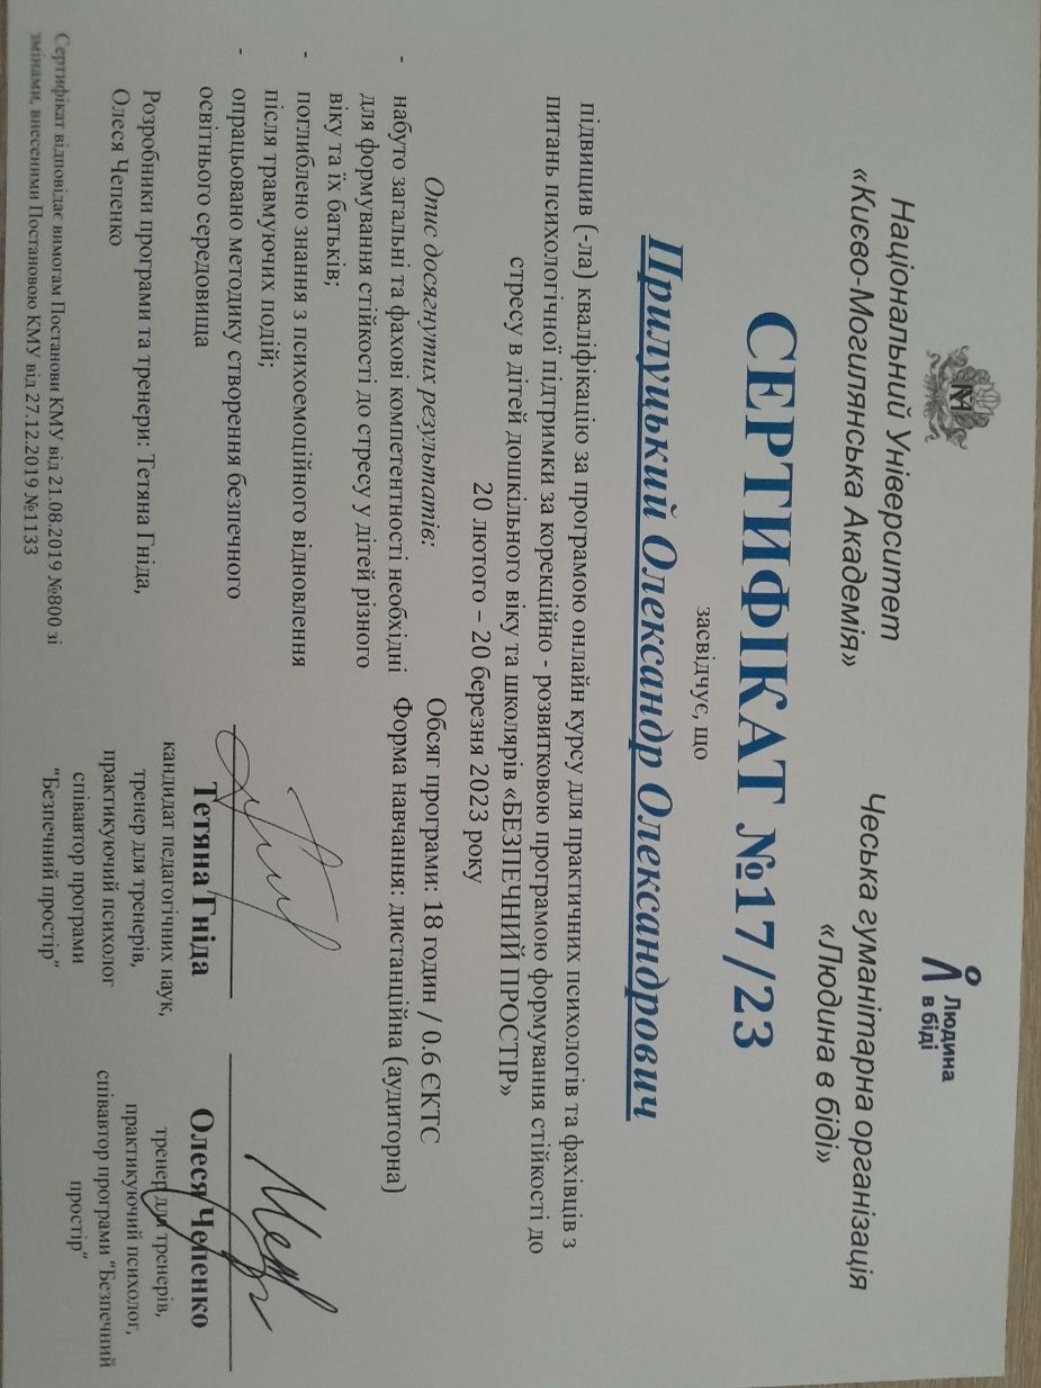 Національний Університет
«Києво-Могилянська Академія»
Людина
в біді
Чеська гуманітарна організація
«Людина в біді»
СЕРТИФІКАТ №17/23
засвідчує, що
Прилуцький Олександр Олександрович
підвищив (-ла) кваліфікацію за програмою онлайн курсу для практичних психологів та фахівців з
питань психологічної підтримки за корекційно - розвитковою програмою формування стійкості до
стресу в дітей дошкільного віку та школярів «БЕЗПЕЧНИЙ ПРОСТІР»
20 лютого – 20 березня 2023 року
Опис досягнутих результатів:
- набуто загальні та фахові компетентності необхідні
для формування стійкості до стресу у дітей різного
віку та їх батьків;
- поглиблено знання з психоемоційного відновлення
після травмуючих подій;
- опрацьовано методику створення безпечного
освітнього середовища
Розробники програми та тренери: Тетяна Гніда,
Олеся Чепенко
Сертифікат відповідає вимогам Постанови КМУ від 21.08.2019 №800 зі
змінами, внесеними Постановою КМУ від 27.12.2019 №1133
Обсяг програми: 18 годин / 0.6 ЄКТС
Форма навчання: дистанційна (аудиторна)
Тетяна Гніда
кандидат педагогічних наук,
тренер для тренерів,
практикуючий психолог
співавтор програми
"Безпечний простір"
Олеся Чепенко
тренер для тренерів,
практикуючий психолог,
співавтор програми "Безпечний
простір"